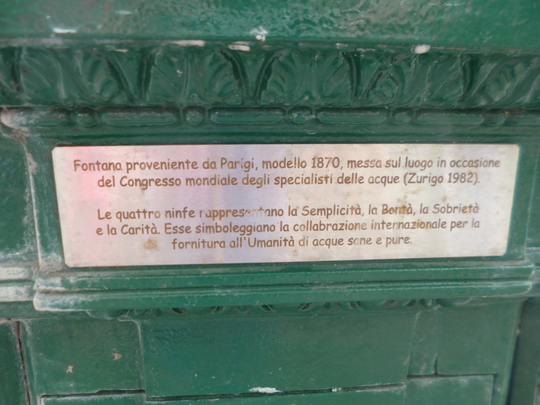 Fontana proveniente da Parigi, modello 1870, messa sul luogo in occasione
del Congresso mondiale degli specialisti delle acque (Zurigo 1982).
Le quattro ninfe rappresentano la Semplicità, la Bontà, la Sobrietà
e la Carità. Esse simboleggiano la collabrazione internazionale per la
fornitura all'Umanità di acque sane e pure.